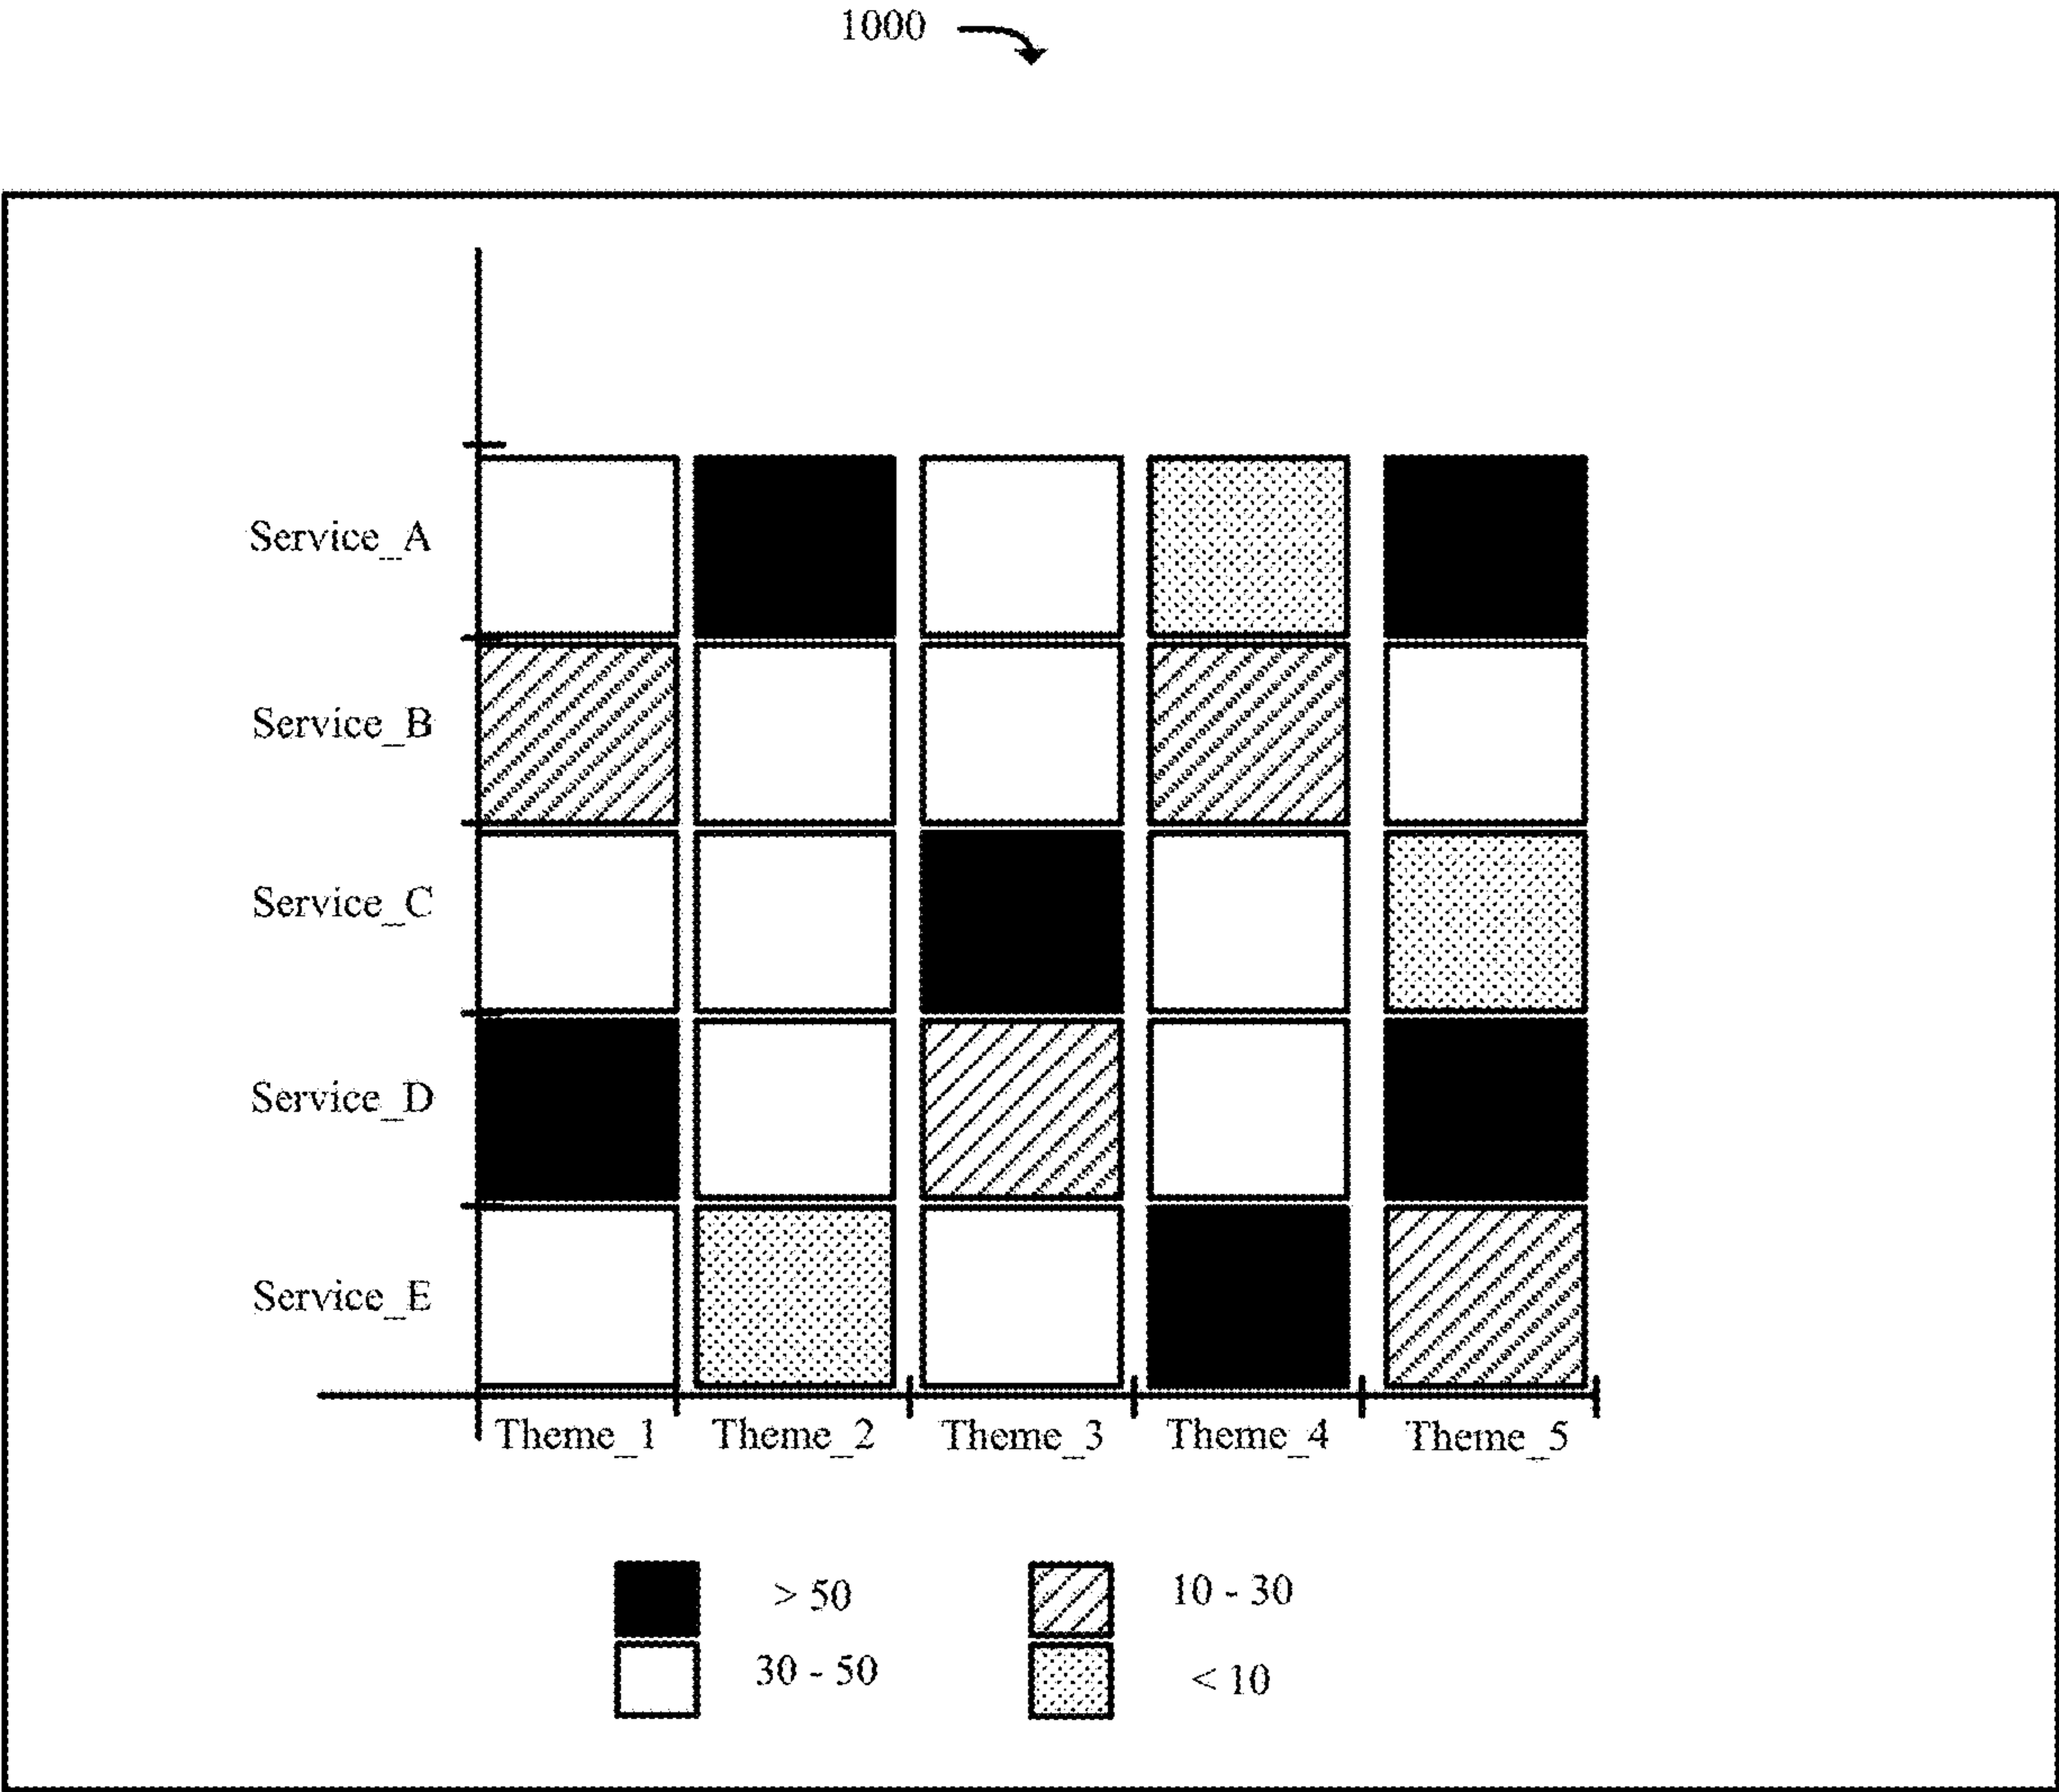 1000
Service_A
Service_B
Service_C
Service_D
Service_E
Theme_1 Theme_2 Theme_3 Theme_4 Theme_5
> 50 10 - 30
30 - 50 < 10